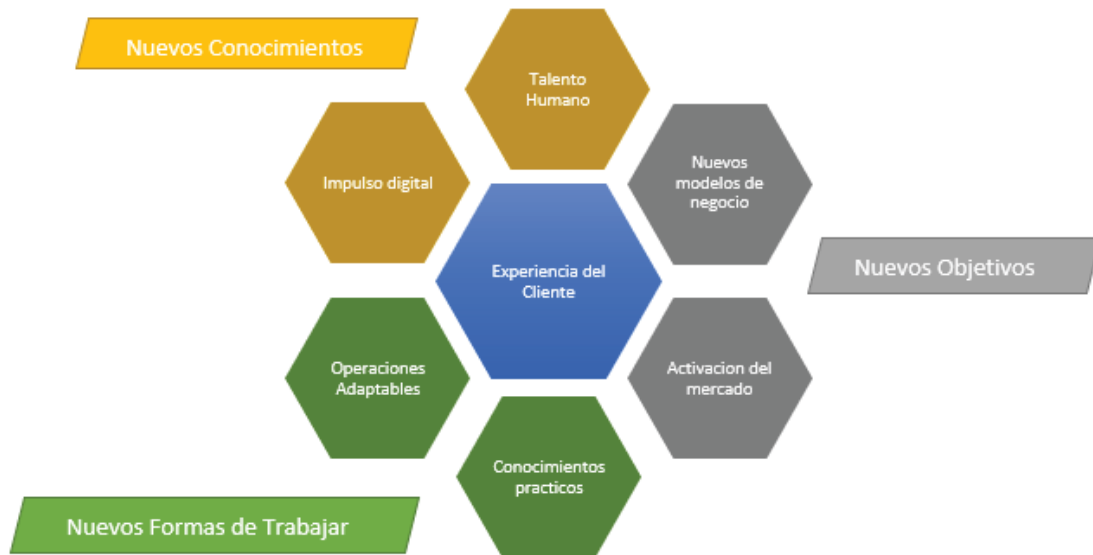 Nuevos Conocimientos
Talento
Humano
Impulso digital
Nuevos
modelos de
negocio
Experiencia del
Cliente
Nuevos Objetivos
Operaciones
Adaptables
Activacion del
mercado
Conocimientos
practicos
Nuevos Formas de Trabajar